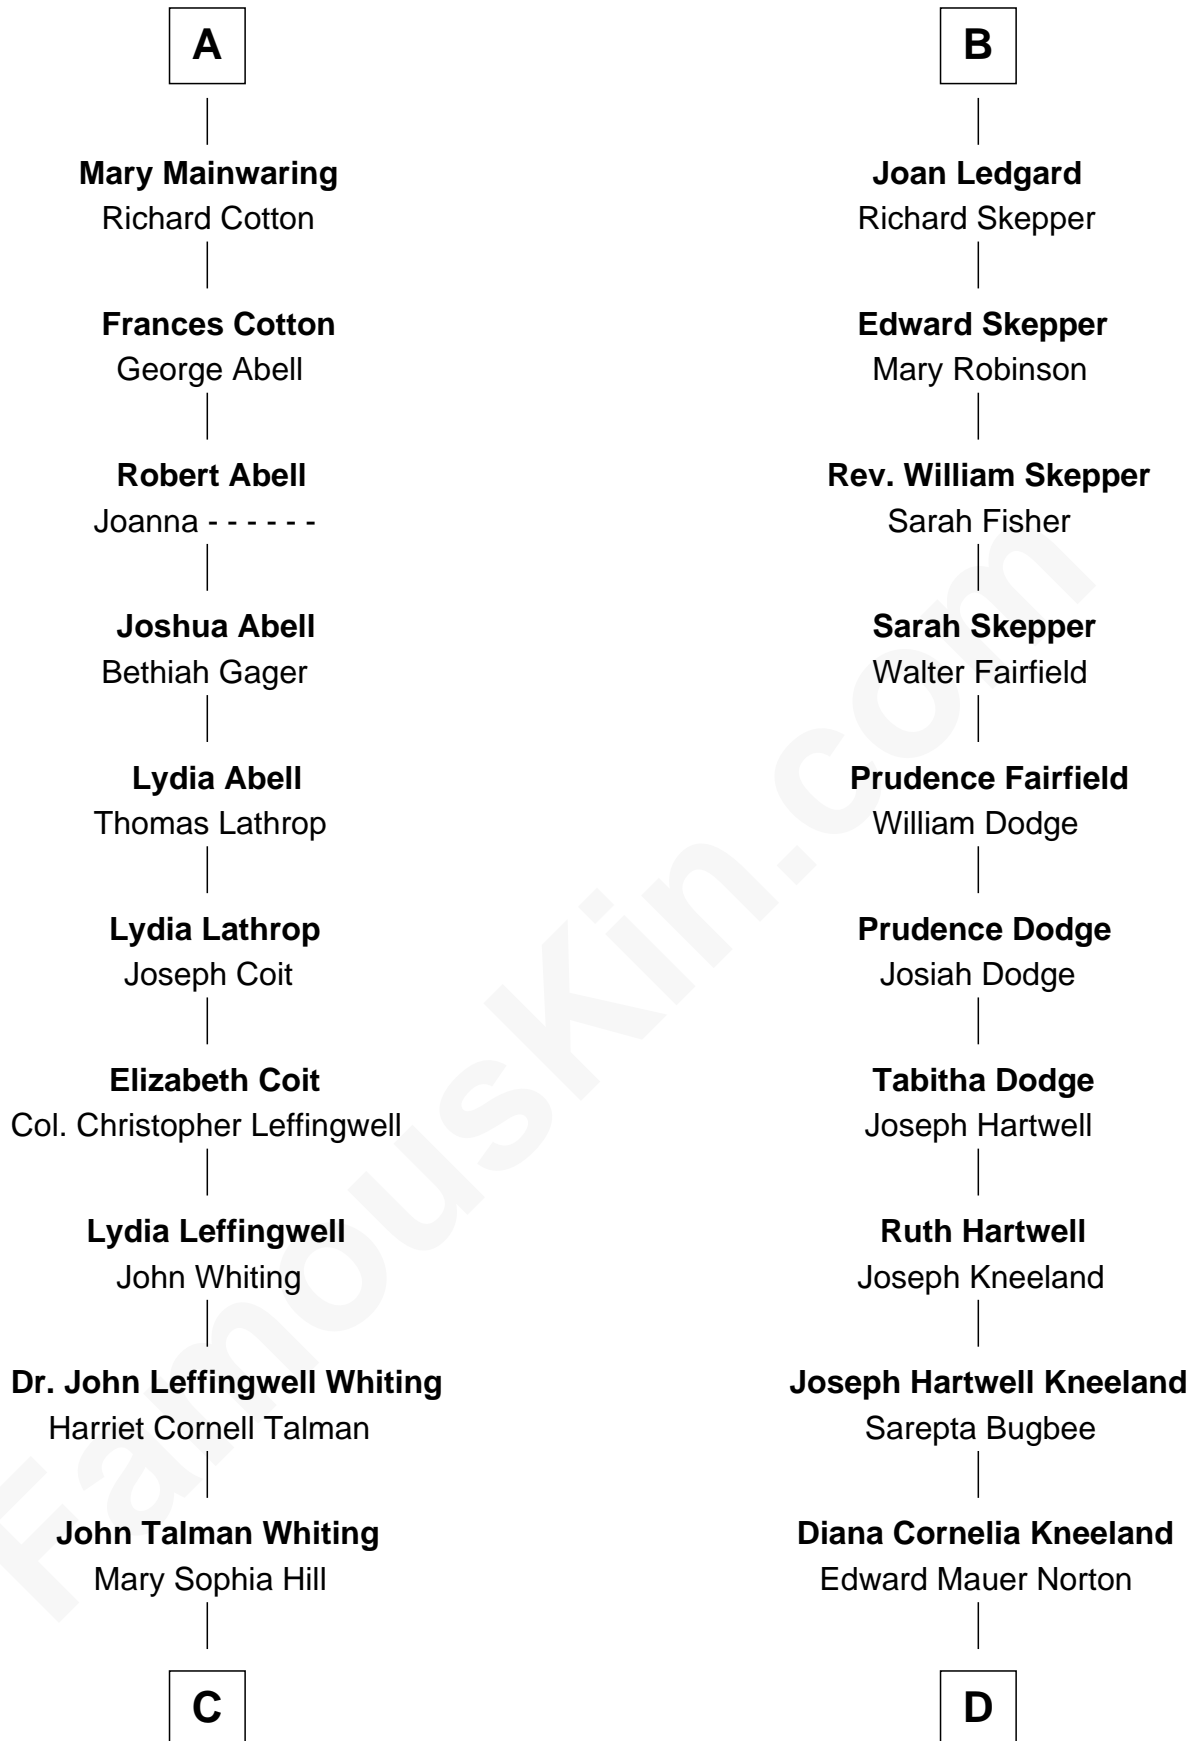 A
Mary Mainwaring
Richard Cotton
Frances Cotton
George Abell
Robert Abell
Joanna - - - - - -
Joshua Abell
Bethiah Gager
Lydia Abell
Thomas Lathrop
Lydia Lathrop
Joseph Coit
Elizabeth Coit
Col. Christopher Leffingwell
Lydia Leffingwell
John Whiting
Dr. John Leffingwell Whiting
Harriet Cornell Talman
John Talman Whiting
Mary Sophia Hill
C
B
Joan Ledgard
Richard Skepper
Edward Skepper
Mary Robinson
Rev. William Skepper
Sarah Fisher
Sarah Skepper
Walter Fairfield
Prudence Fairfield
William Dodge
Prudence Dodge
Josiah Dodge
Tabitha Dodge
Joseph Hartwell
Ruth Hartwell
Joseph Kneeland
Joseph Hartwell Kneeland
Sarepta Bugbee
Diana Cornelia Kneeland
Edward Mauer Norton
D
FamousKin.com